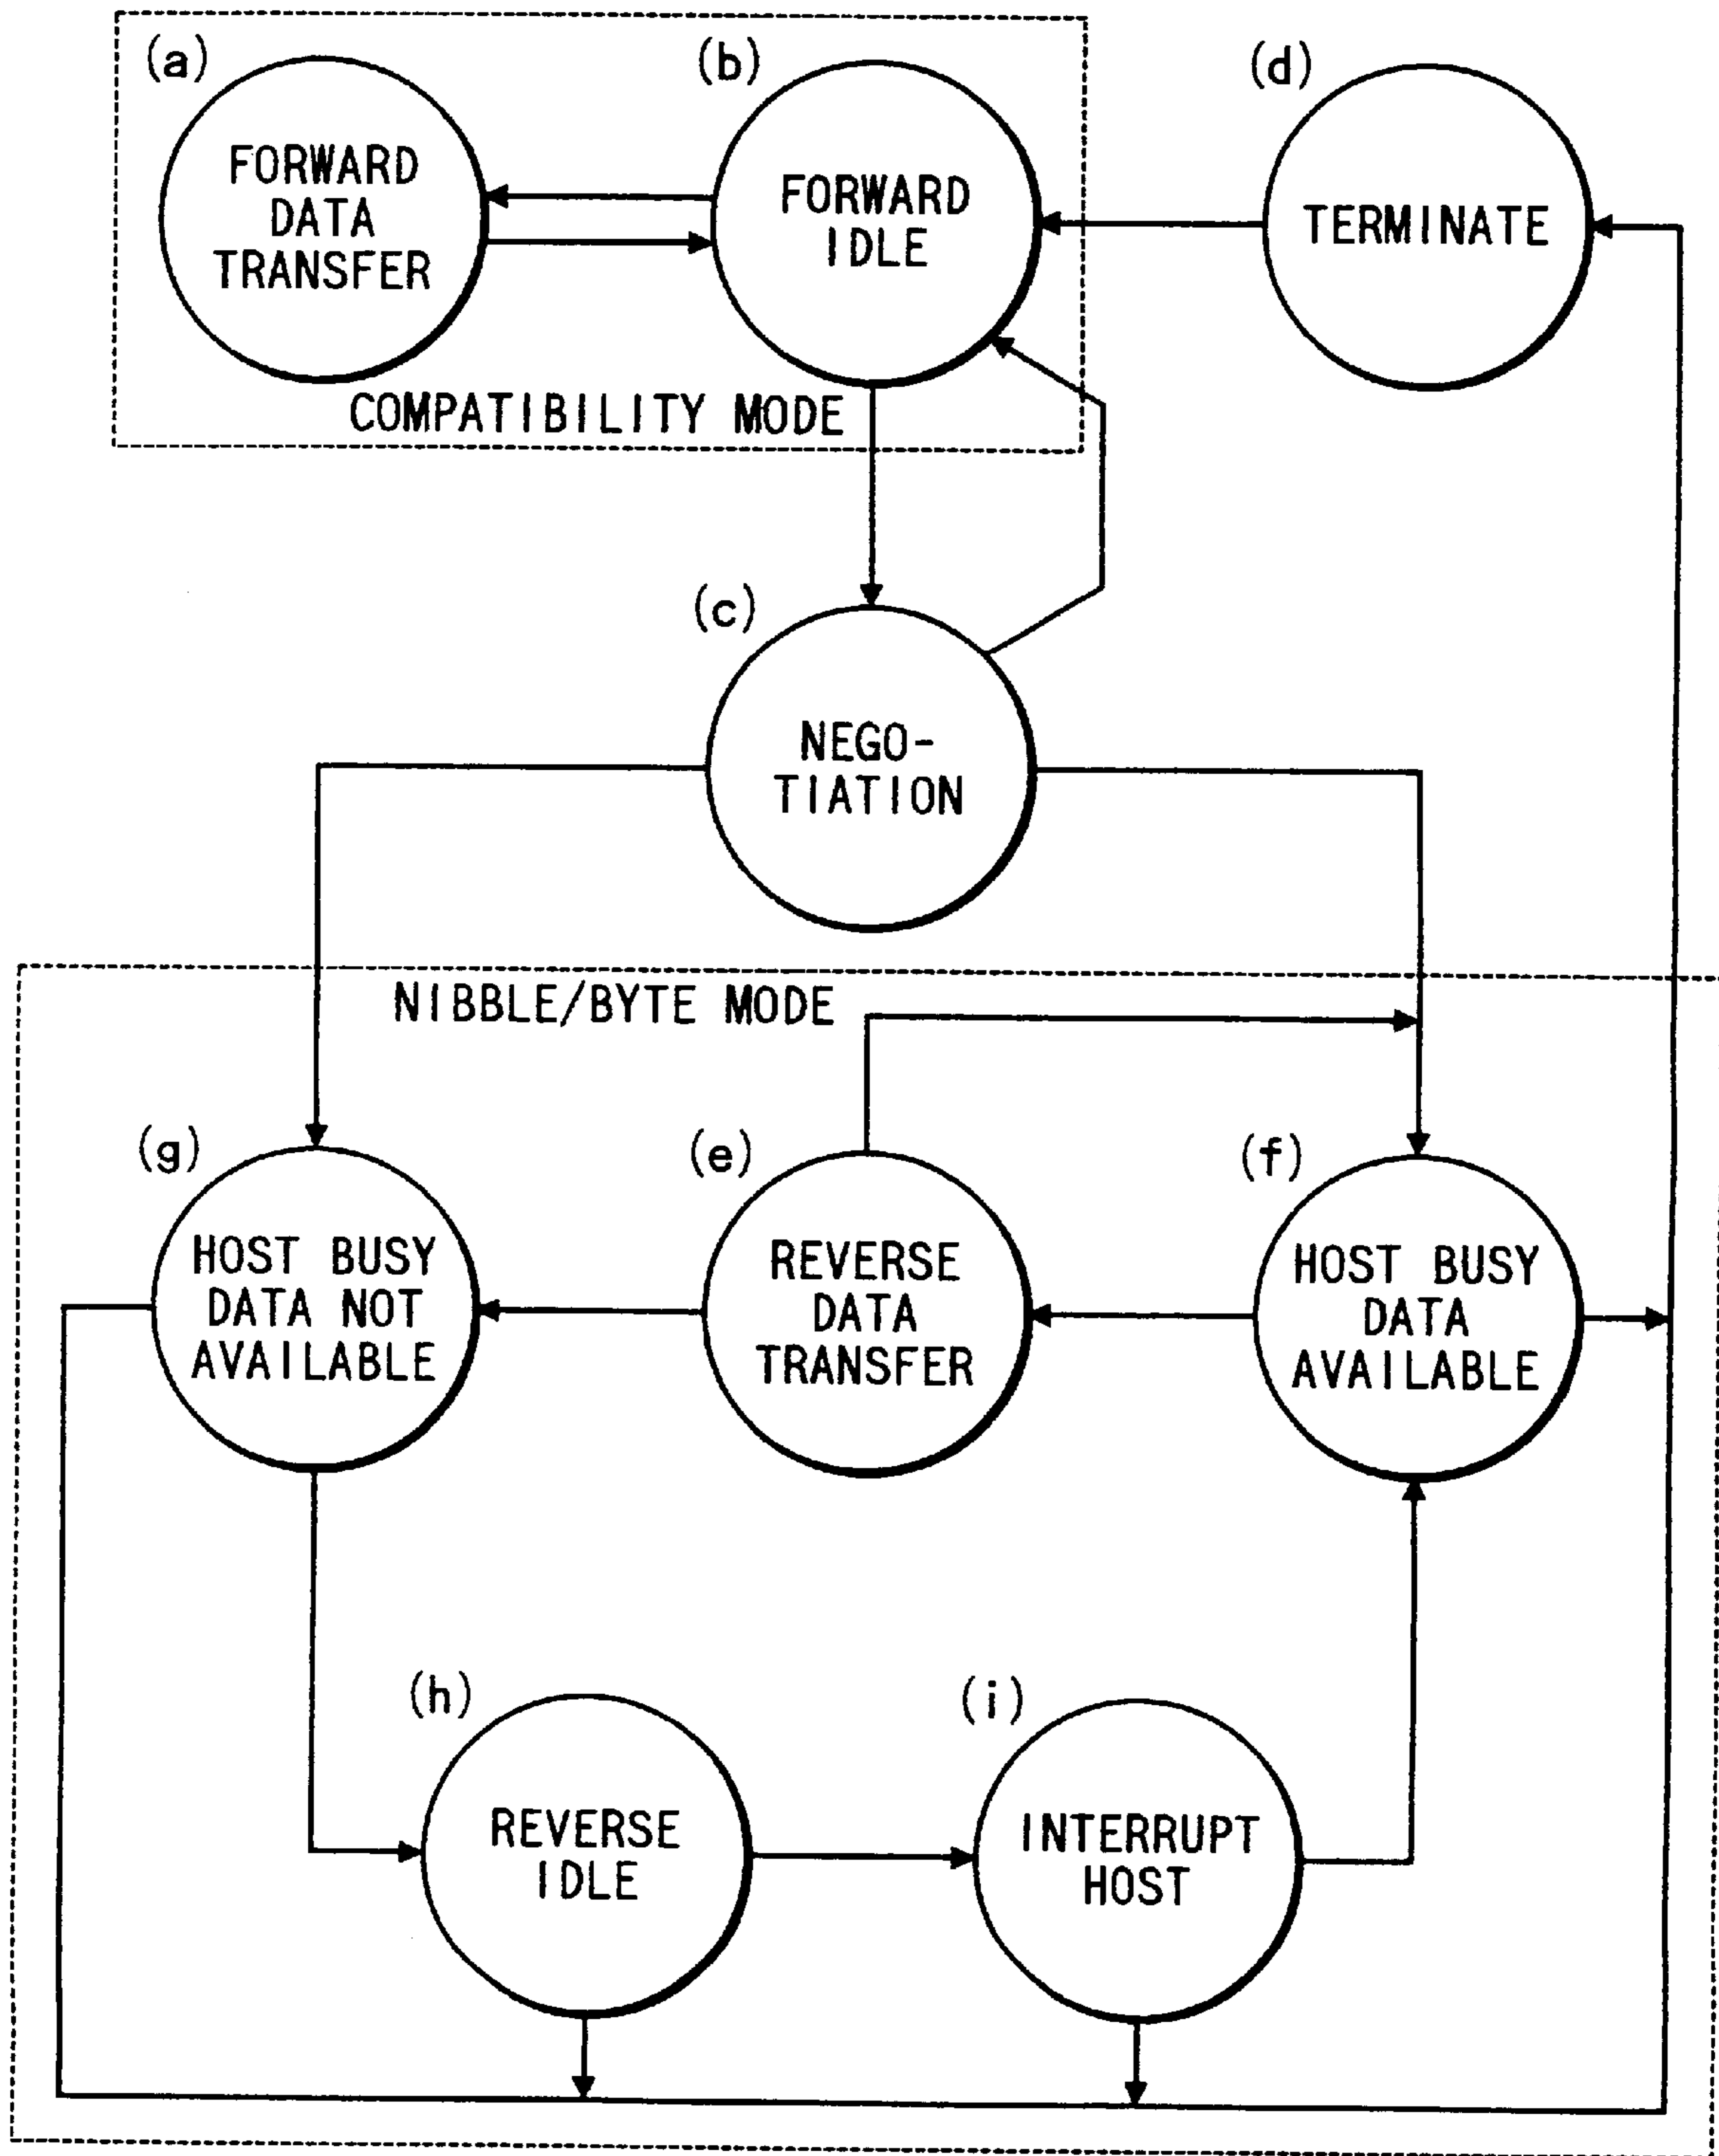 (a)
FORWARD
DATA
TRANSFER
(b)
FORWARD
IDLE
(d)
TERMINATE
COMPATIBILITY MODE
(c)
NEGO-
TIATION
NIBBLE/BYTE MODE
(g)
HOST BUSY
DATA NOT
AVAILABLE
(e)
REVERSE
DATA
TRANSFER
(f)
HOST BUSY
DATA
AVAILABLE
(h)
REVERSE
IDLE
(i)
INTERRUPT
HOST